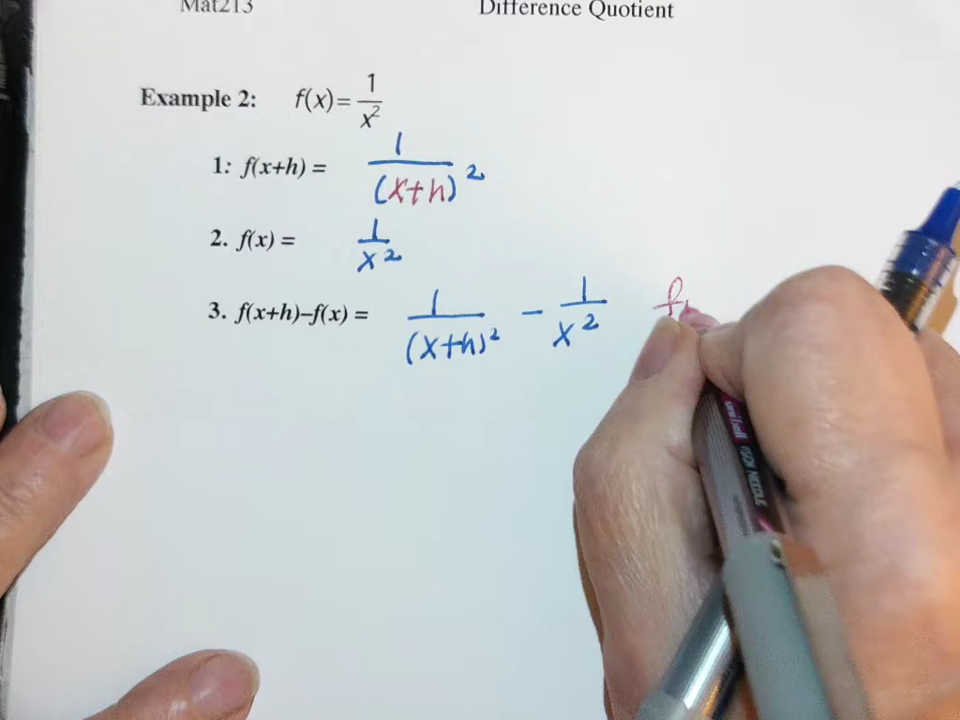 Mat213 Difference Quotient
Example 2: f(x)= 1/x²
1: f(x+h) = 1/(x+h)²
2. f(x) = 1/x²
3. f(x+h)–f(x) = 1/(x+h)² - 1/x² f